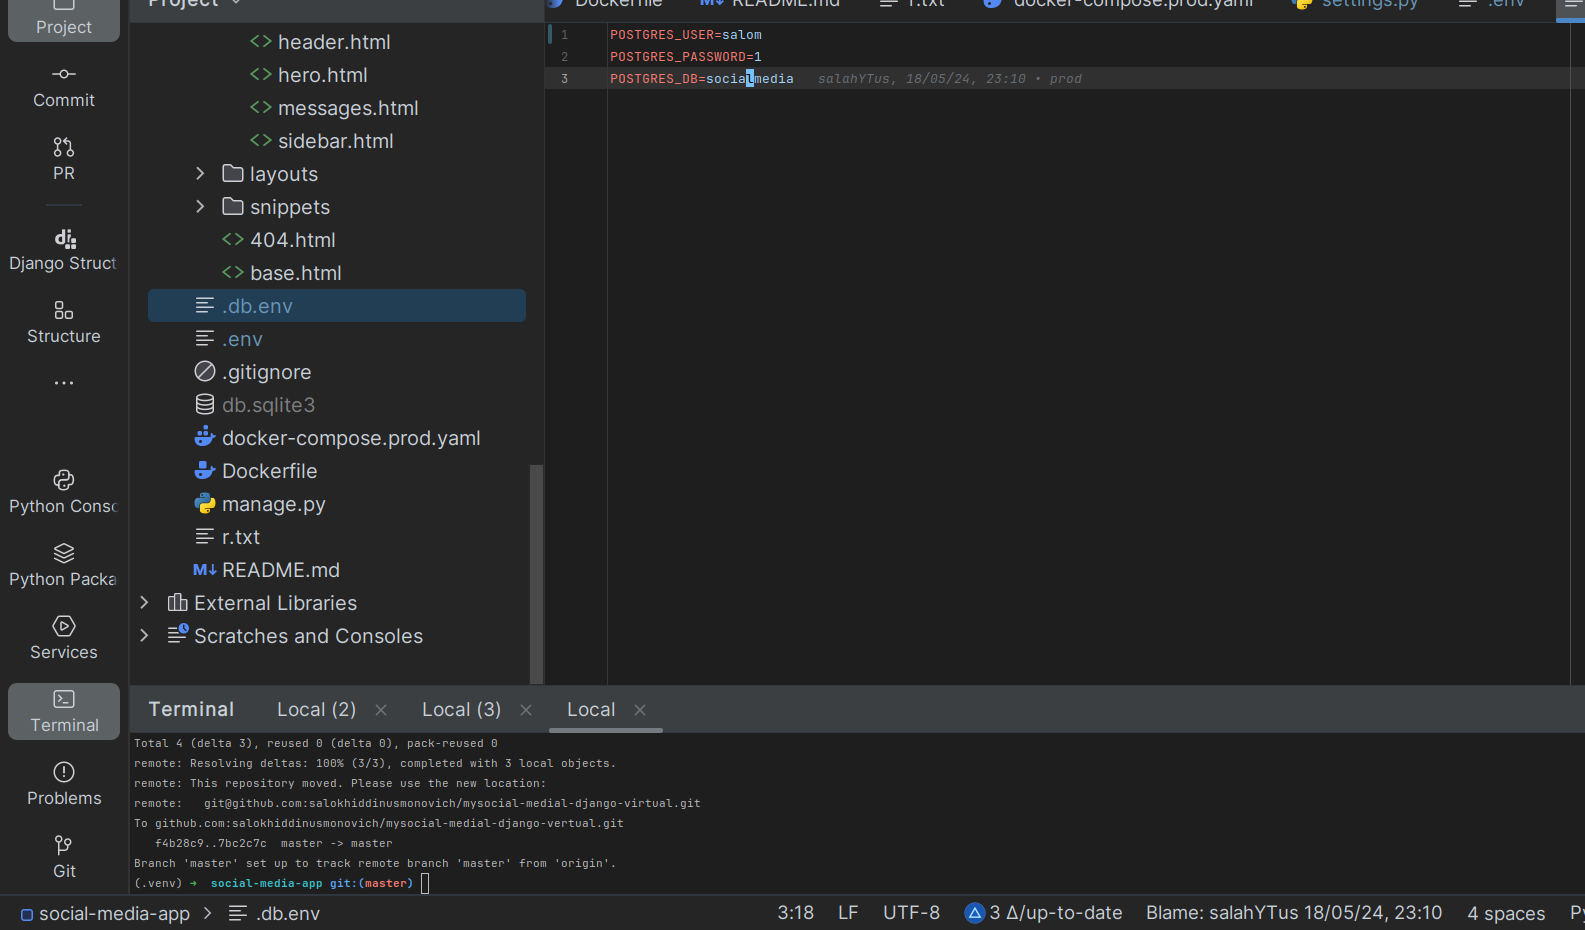 Project
Dockerfile
README.md
r.txt
docker-compose.prod.yaml
settings.py
.env
Project
Commit
PR
Django Struct
Structure
Python Consc
Python Packa
Services
Terminal
Problems
Git
header.html
hero.html
messages.html
sidebar.html
layouts
snippets
404.html
base.html
.db.env
.env
.gitignore
db.sqlite3
docker-compose.prod.yaml
Dockerfile
manage.py
r.txt
M↓ README.md
External Libraries
Scratches and Consoles
1 POSTGRES_USER=salom
2 POSTGRES_PASSWORD=1
3 POSTGRES_DB=socialmedia salahYTus, 18/05/24, 23:10 • prod
Terminal Local (2) × Local (3) × Local ×
Total 4 (delta 3), reused 0 (delta 0), pack-reused 0
remote: Resolving deltas: 100% (3/3), completed with 3 local objects.
remote: This repository moved. Please use the new location:
remote:   git@github.com:salokhiddinusmonovich/mysocial-medial-django-virtual.git
To github.com:salokhiddinusmonovich/mysocial-medial-django-vertual.git
f4b28c9..7bc2c7c  master -> master
Branch 'master' set up to track remote branch 'master' from 'origin'.
(.venv) → social-media-app git:(master)
social-media-app > .db.env
3:18 LF UTF-8 3 Δ/up-to-date Blame: salahYTus 18/05/24, 23:10 4 spaces Py